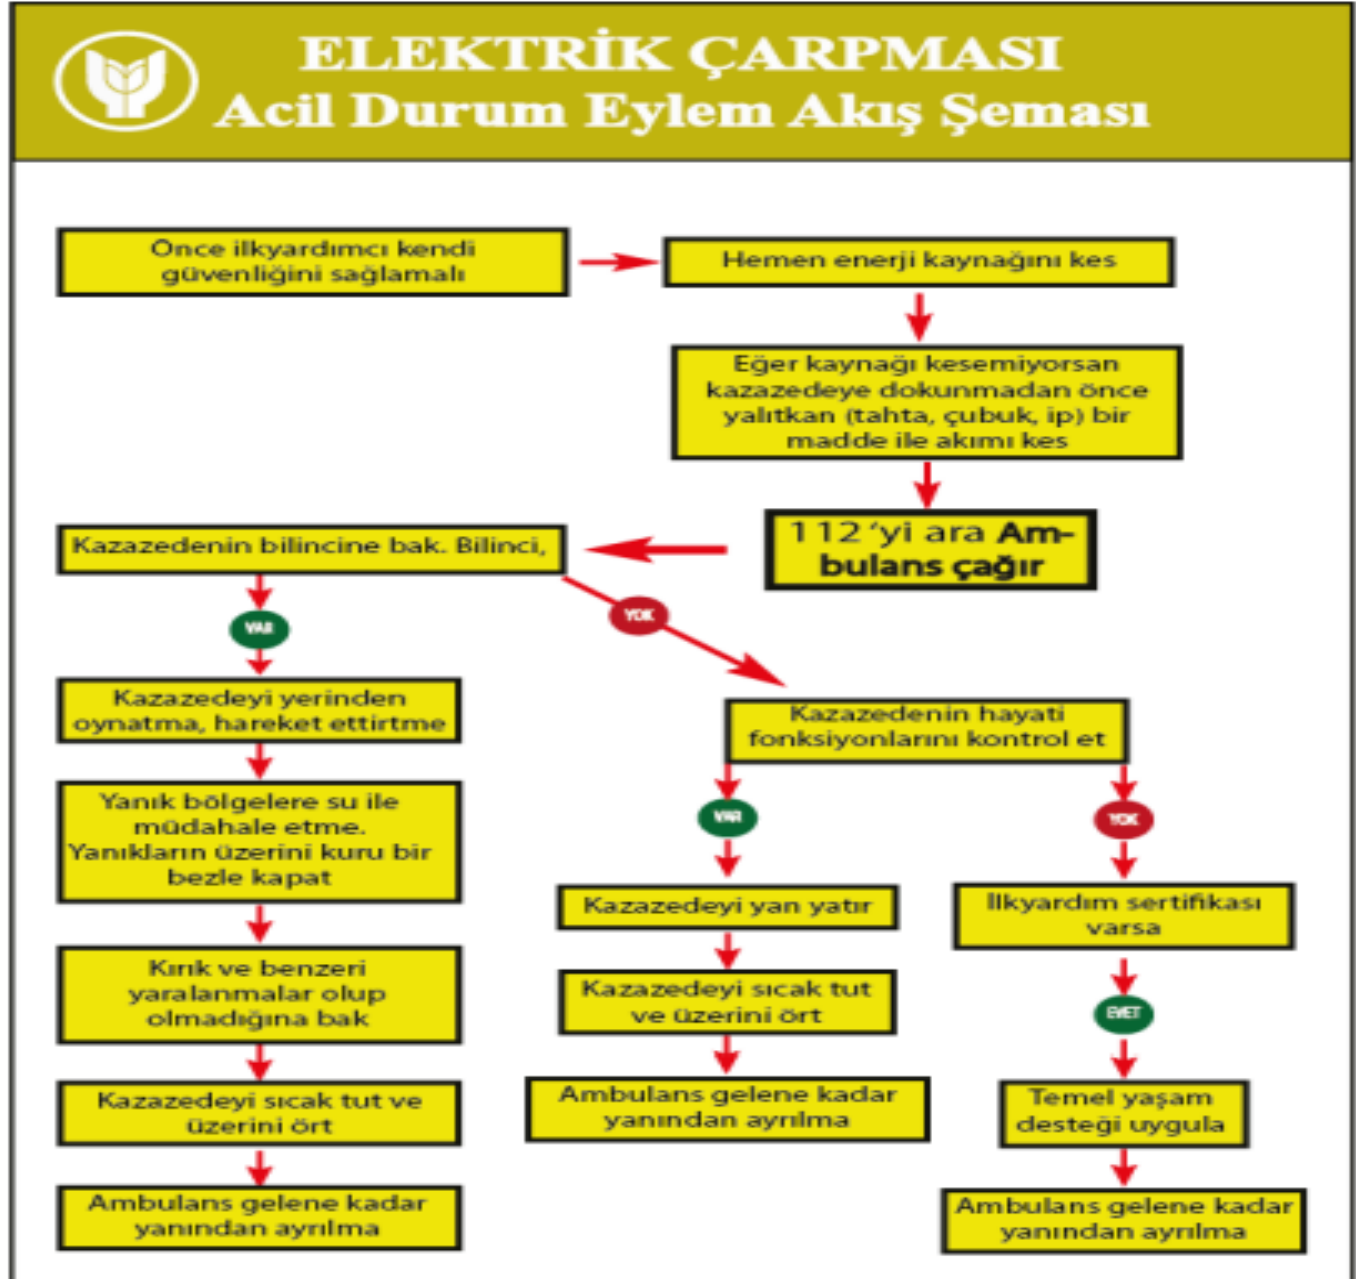 ELEKTRİK ÇARPMASI
Acil Durum Eylem Akış Şeması
Önce ilkyardımcı kendi
güvenliğini sağlamalı
Hemen enerji kaynağını kes
Eğer kaynağı kesemiyorsan
kazazedeye dokunmadan önce
yalıtkan (tahta, çubuk, ip) bir
madde ile akımı kes
112 ‘yi ara Am-
bulans çağır
Kazazedenin bilincine bak. Bilinci,
VAR
YOK
Kazazedeyi yerinden
oynatma, hareket ettirtme
Yanık bölgelere su ile
müdahale etme.
Yanıkların üzerini kuru bir
bezle kapat
Kırık ve benzeri
yaralanmalar olup
olmadığına bak
Kazazedeyi sıcak tut ve
üzerini ört
Ambulans gelene kadar
yanından ayrılma
Kazazedenin hayati
fonksiyonlarını kontrol et
VAR
YOK
Kazazedeyi yan yatır
Kazazedeyi sıcak tut
ve üzerini ört
Ambulans gelene kadar
yanından ayrılma
İlkyardım sertifikası
varsa
EVET
Temel yaşam
desteği uygula
Ambulans gelene kadar
yanından ayrılma